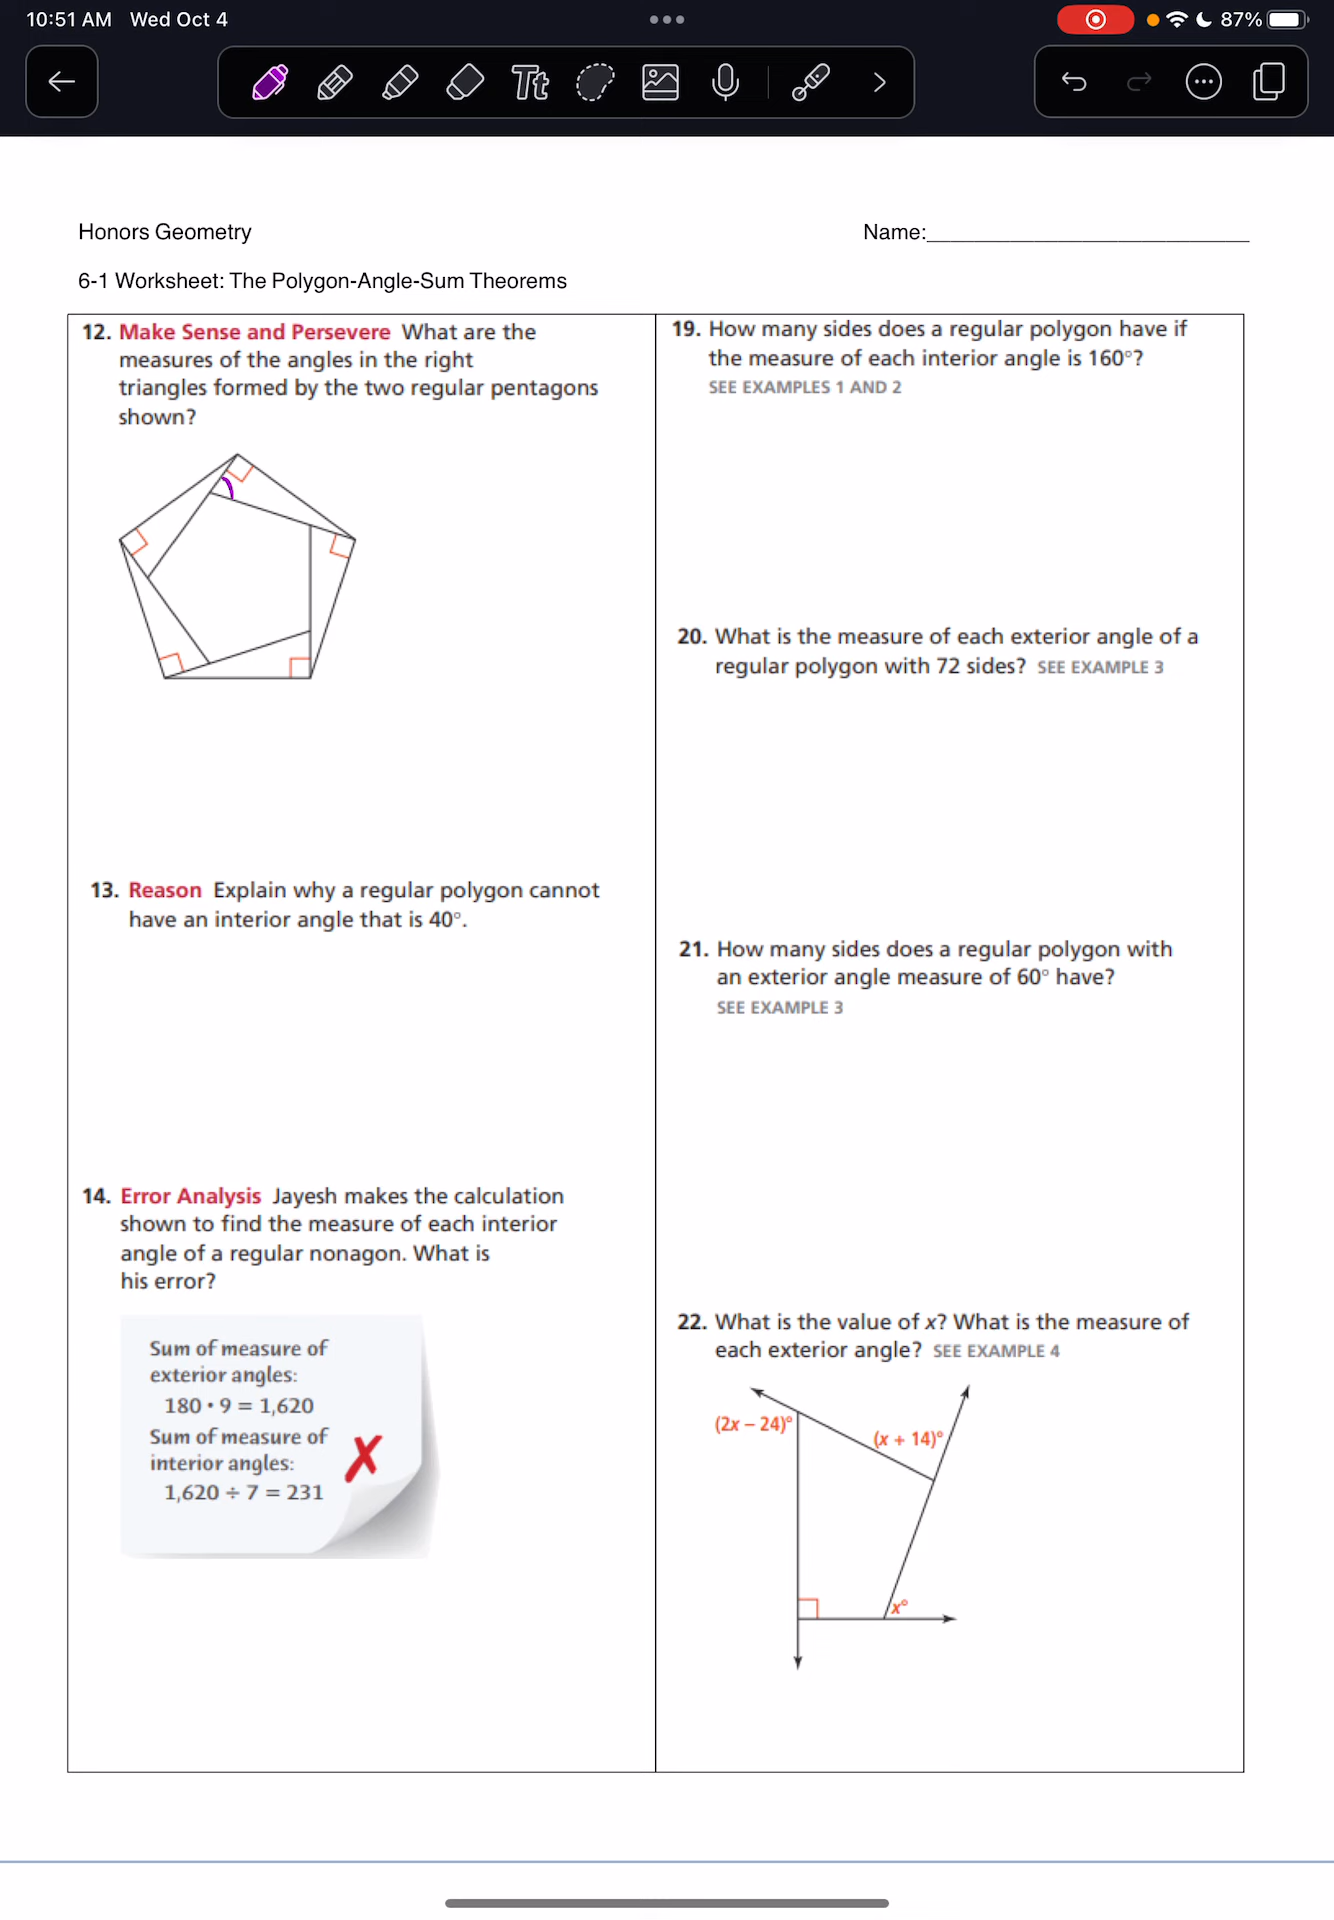 10:51 AM Wed Oct 4
87%
Tt
Honors Geometry
Name:
6-1 Worksheet: The Polygon-Angle-Sum Theorems
12. Make Sense and Persevere What are the
measures of the angles in the right
triangles formed by the two regular pentagons
shown?
13. Reason Explain why a regular polygon cannot
have an interior angle that is 40°.
14. Error Analysis Jayesh makes the calculation
shown to find the measure of each interior
angle of a regular nonagon. What is
his error?
Sum of measure of
exterior angles:
180 • 9 = 1,620
Sum of measure of
interior angles:
1,620 ÷ 7 = 231
19. How many sides does a regular polygon have if
the measure of each interior angle is 160°?
SEE EXAMPLES 1 AND 2
20. What is the measure of each exterior angle of a
regular polygon with 72 sides? SEE EXAMPLE 3
21. How many sides does a regular polygon with
an exterior angle measure of 60° have?
SEE EXAMPLE 3
22. What is the value of x? What is the measure of
each exterior angle? SEE EXAMPLE 4
(2x – 24)°
(x + 14)°
x°